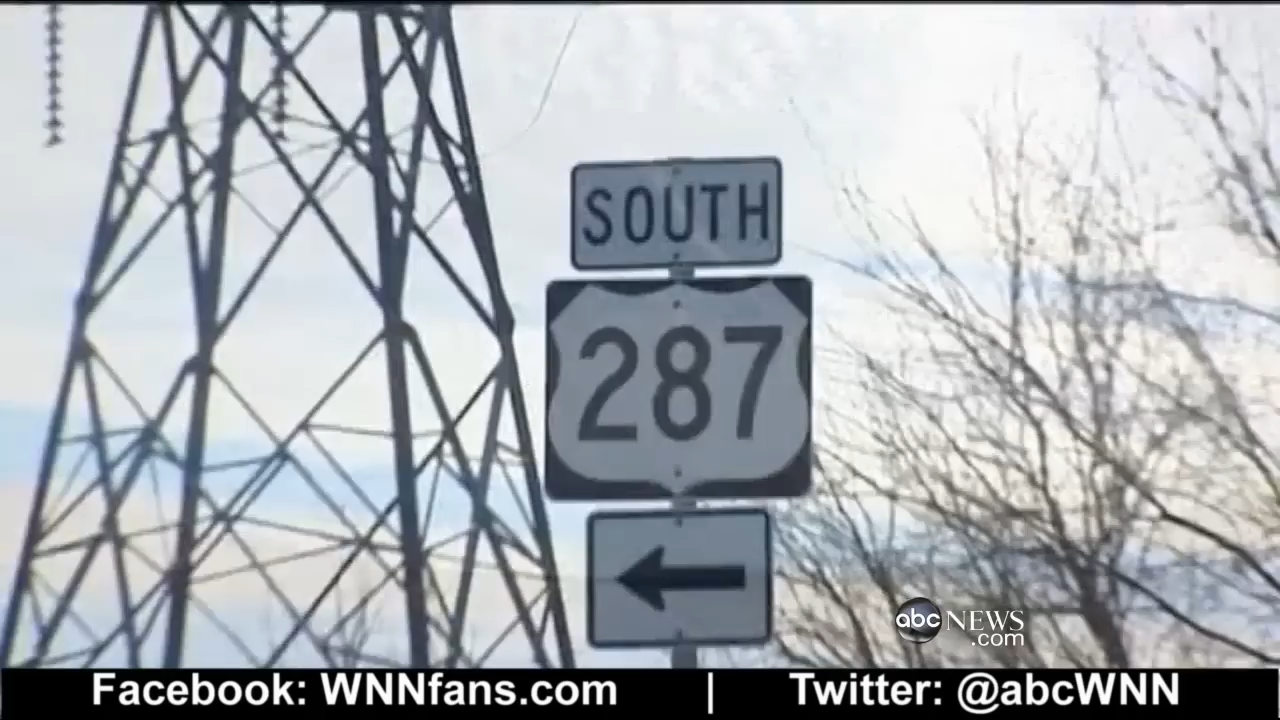 SOUTH
287
abc NEWS
.com
Facebook: WNNfans.com | Twitter: @abcWNN